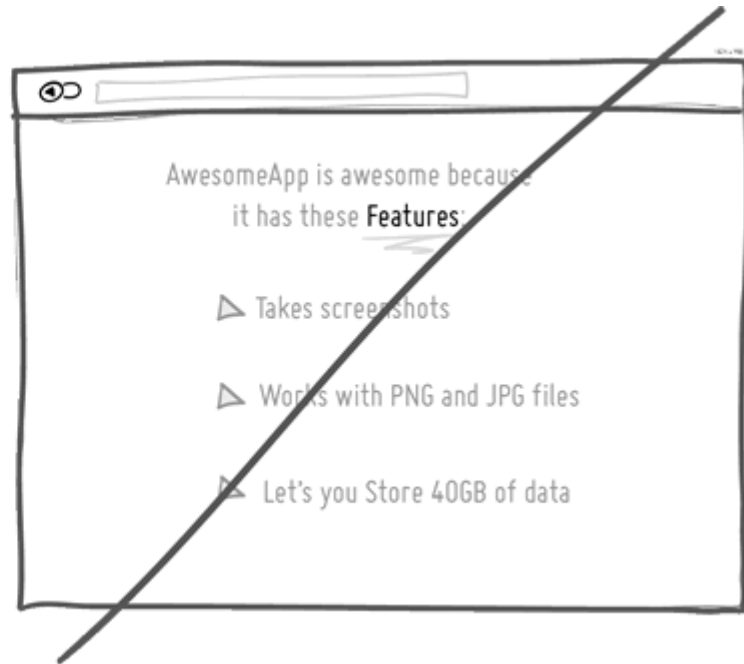 AwesomeApp is awesome because
it has these Features:
Takes screenshots
Works with PNG and JPG files
Let's you Store 40GB of data